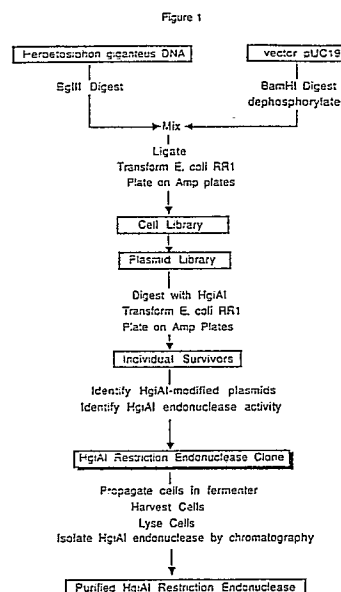 Figure 1
Herpetosiphon giganteus DNA
vector pUC19
BglII Digest
BamHI Digest
dephosphorylate
Mix
Ligate
Transform E. coli RR1
Plate on Amp plates
Cell Library
Plasmid Library
Digest with HgiAI
Transform E. coli RR1
Plate on Amp Plates
Individual Survivors
Identify HgiAI-modified plasmids
Identify HgiAI endonuclease activity
HgiAI Restriction Endonuclease Clone
Propagate cells in fermenter
Harvest Cells
Lyse Cells
Isolate HgiAI endonuclease by chromatography
Purified HgiAI Restriction Endonuclease